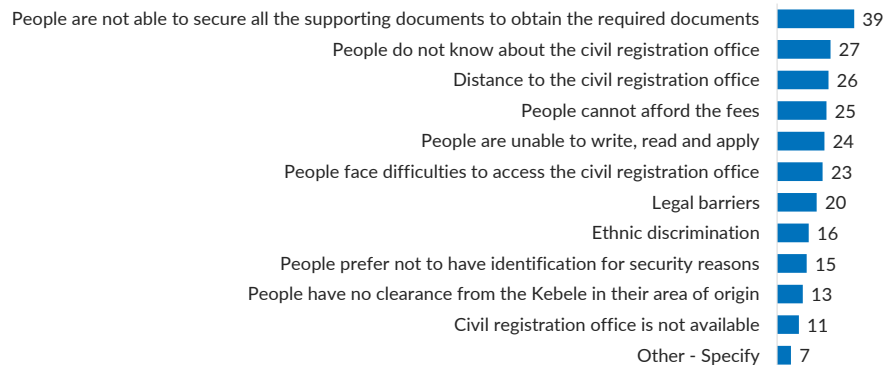 People are not able to secure all the supporting documents to obtain the required documents 39
People do not know about the civil registration office 27
Distance to the civil registration office 26
People cannot afford the fees 25
People are unable to write, read and apply 24
People face difficulties to access the civil registration office 23
Legal barriers 20
Ethnic discrimination 16
People prefer not to have identification for security reasons 15
People have no clearance from the Kebele in their area of origin 13
Civil registration office is not available 11
Other - Specify 7